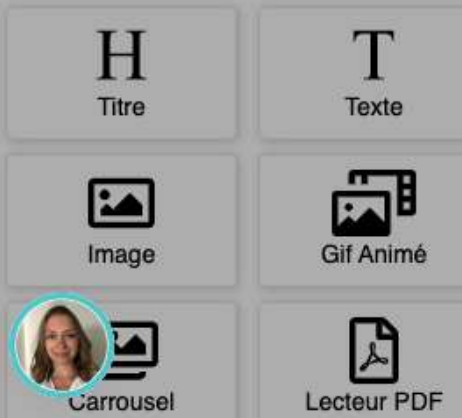 H
T
Titre
Texte
Image
Gif Animé
Carrousel
Lecteur PDF